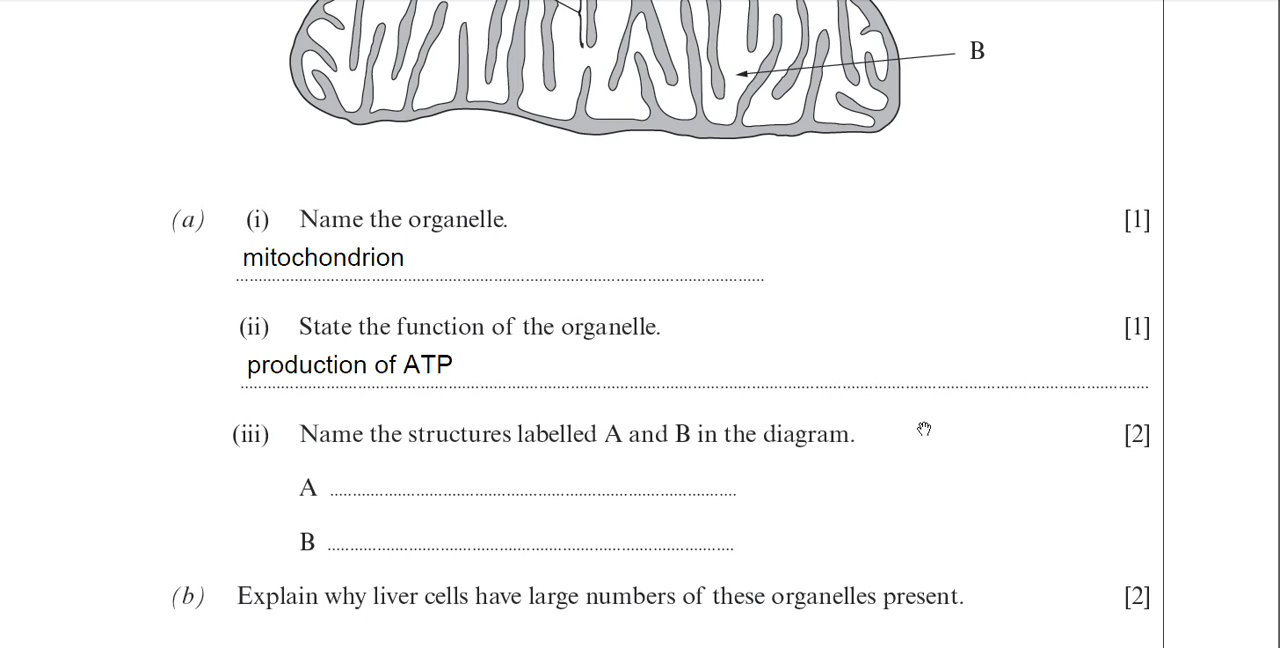 B
(a) (i) Name the organelle. [1]
mitochondrion
(ii) State the function of the organelle. [1]
production of ATP
(iii) Name the structures labelled A and B in the diagram. [2]
A
B
(b) Explain why liver cells have large numbers of these organelles present. [2]